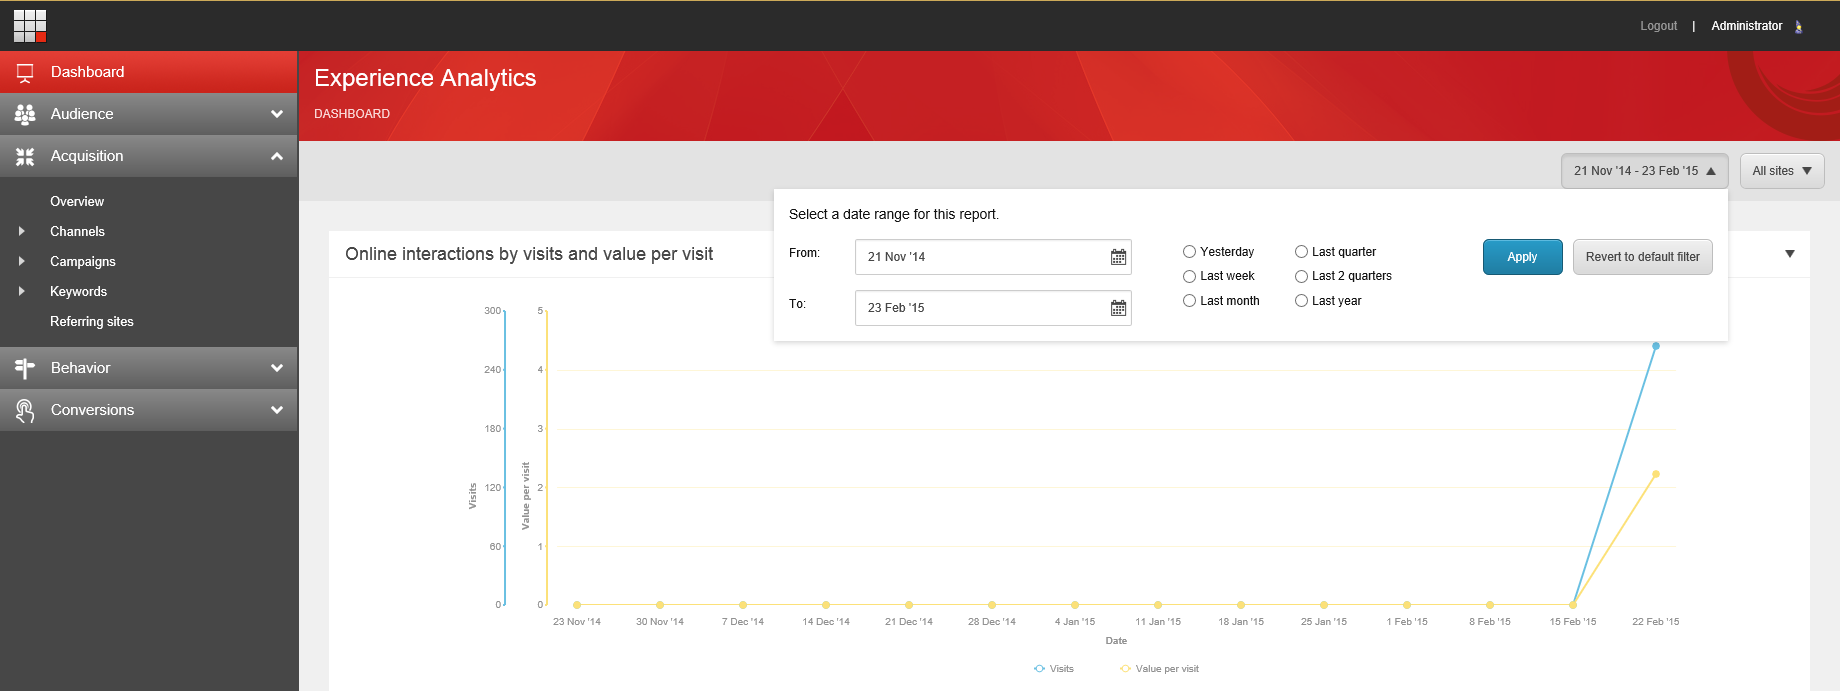 Logout | Administrator
Dashboard
Audience
Acquisition
Overview
Channels
Campaigns
Keywords
Referring sites
Behavior
Conversions
Experience Analytics
DASHBOARD
21 Nov '14 - 23 Feb '15
All sites
Select a date range for this report.
From:
21 Nov '14
To:
23 Feb '15
Yesterday
Last week
Last month
Last quarter
Last 2 quarters
Last year
Apply
Revert to default filter
Online interactions by visits and value per visit
Visits
300
240
180
120
60
0
Value per visit
5
4
3
2
1
0
23 Nov '14 30 Nov '14 7 Dec '14 14 Dec '14 21 Dec '14 28 Dec '14 4 Jan '15 11 Jan '15 18 Jan '15 25 Jan '15 1 Feb '15 8 Feb '15 15 Feb '15 22 Feb '15
Date
Visits Value per visit